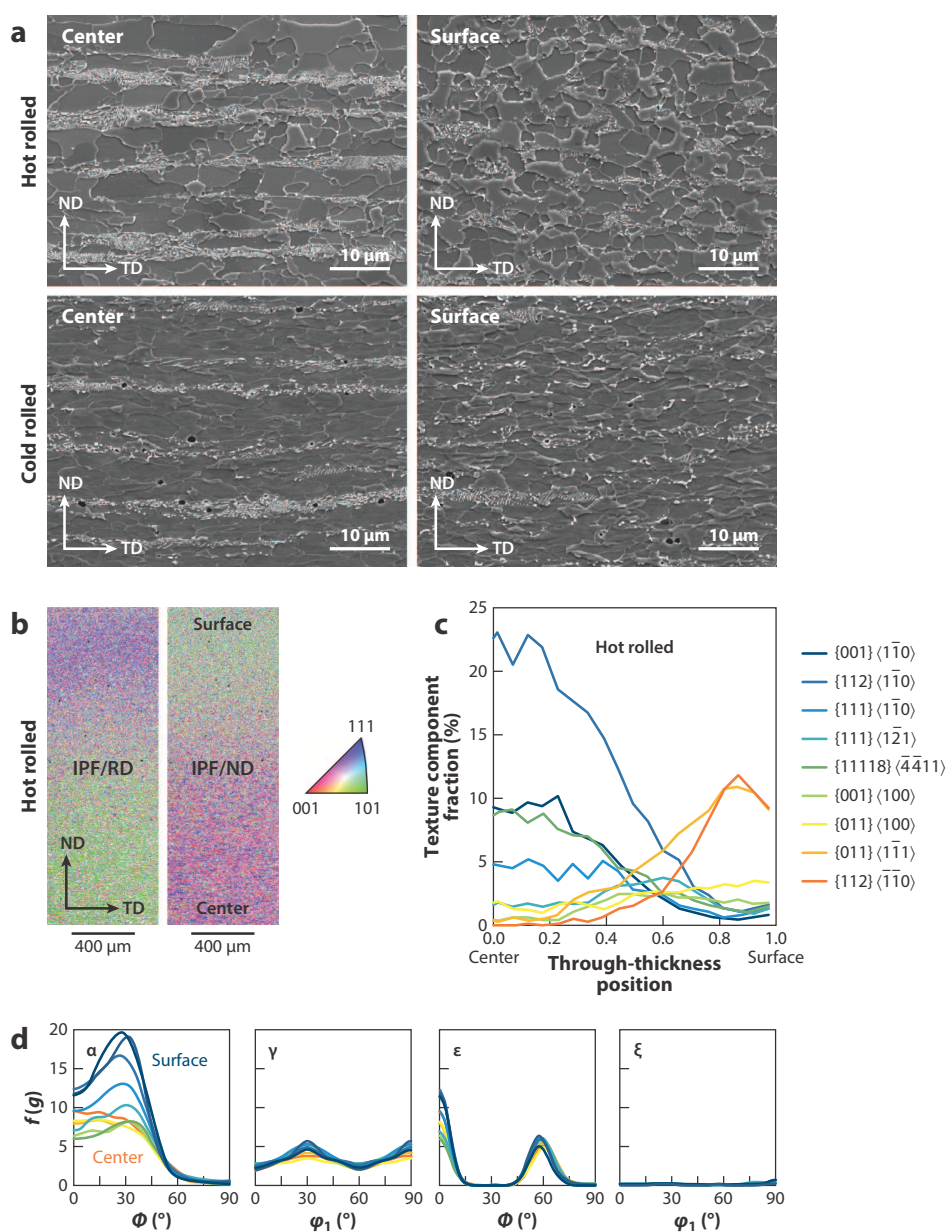 a
Center
Surface
Hot rolled
ND
TD
10 μm
ND
TD
10 μm
Center
Surface
Cold rolled
ND
TD
10 μm
ND
TD
10 μm
b
Hot rolled
Surface
IPF/RD
IPF/ND
ND
TD
Center
400 μm
400 μm
111
001
101
c
Hot rolled
Texture component
fraction (%)
25
20
15
10
5
0
0.0
0.2
0.4
0.6
0.8
1.0
Center
Surface
Through-thickness
position
{001} ⟨11̅0⟩
{112} ⟨11̅0⟩
{111} ⟨11̅0⟩
{111} ⟨12̅1⟩
{11118} ⟨4̅4̅11⟩
{001} ⟨100⟩
{011} ⟨100⟩
{011} ⟨11̅1⟩
{112} ⟨1̅1̅0⟩
d
f(g)
20
15
10
5
0
α
Surface
Center
0
30
60
90
Φ (°)
γ
0
30
60
90
φ₁ (°)
ε
0
30
60
90
Φ (°)
ξ
0
30
60
90
φ₁ (°)